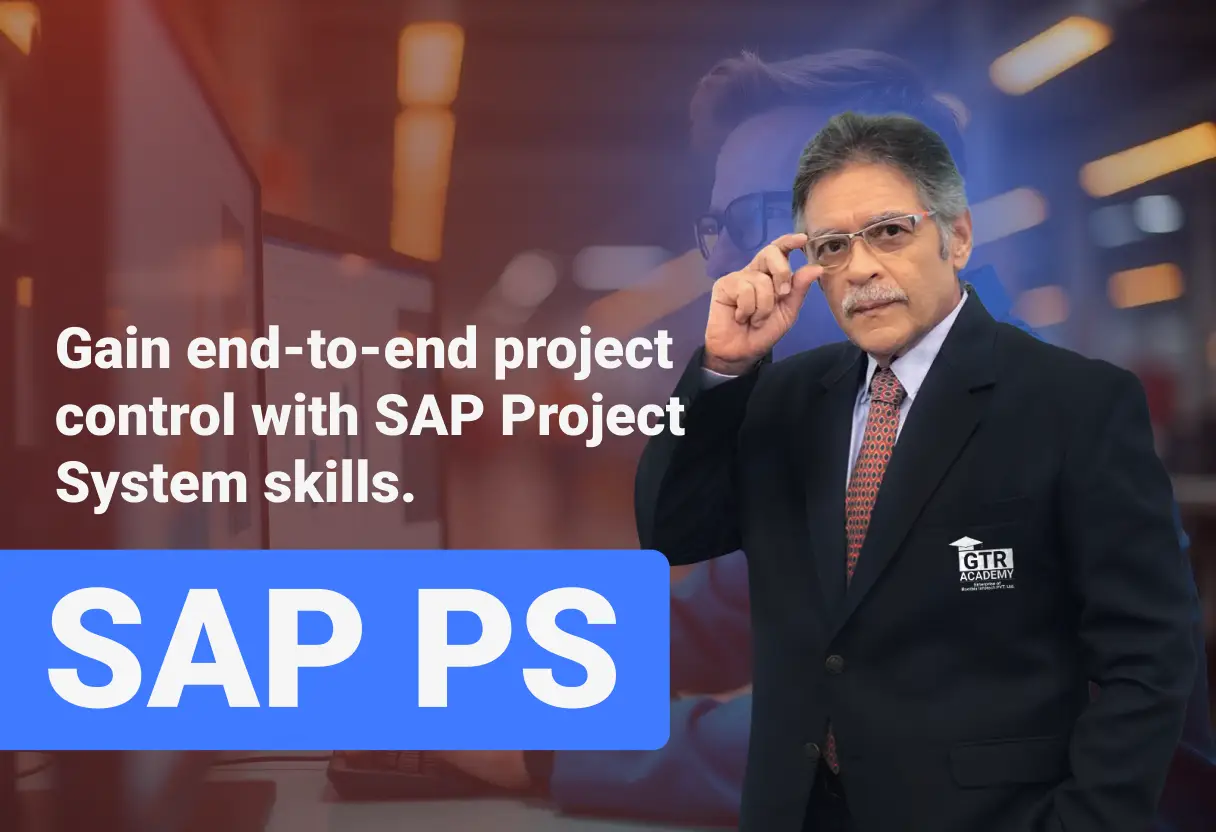 Gain end-to-end project
control with SAP Project
System skills.
SAP PS
GTR
ACADEMY